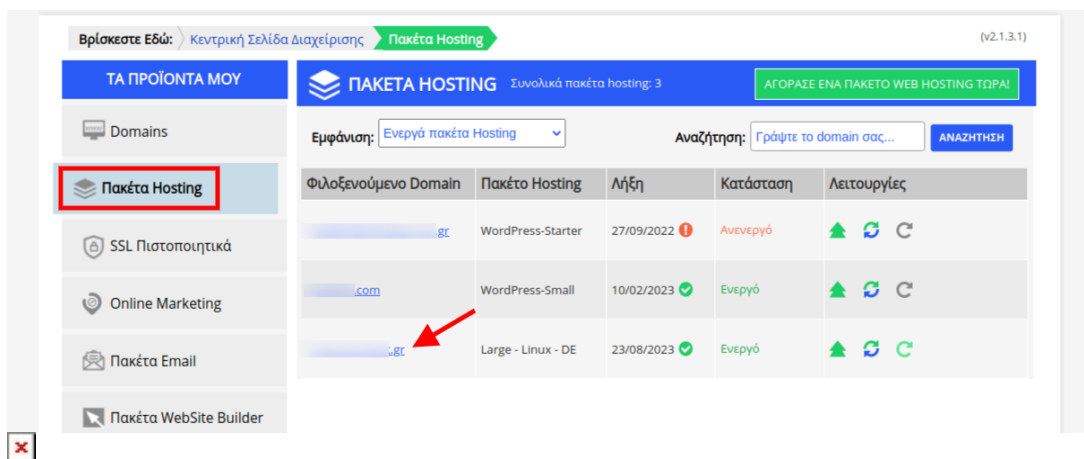 Βρίσκεστε Εδώ: Κεντρική Σελίδα Διαχείρισης Πακέτα Hosting (v2.1.3.1)
ΤΑ ΠΡΟΪΟΝΤΑ ΜΟΥ
Domains
Πακέτα Hosting
SSL Πιστοποιητικά
Online Marketing
Πακέτα Email
Πακέτα WebSite Builder
ΠΑΚΕΤΑ HOSTING Συνολικά πακέτα hosting: 3 ΑΓΟΡΑΣΕ ΕΝΑ ΠΑΚΕΤΟ WEB HOSTING ΤΩΡΑ!
Εμφάνιση: Ενεργά πακέτα Hosting Αναζήτηση: Γράψτε το domain σας... ΑΝΑΖΗΤΗΣΗ
Φιλοξενούμενο Domain Πακέτο Hosting Λήξη Κατάσταση Λειτουργίες
.gr WordPress-Starter 27/09/2022 Ανενεργό
.com WordPress-Small 10/02/2023 Ενεργό
.gr Large - Linux - DE 23/08/2023 Ενεργό